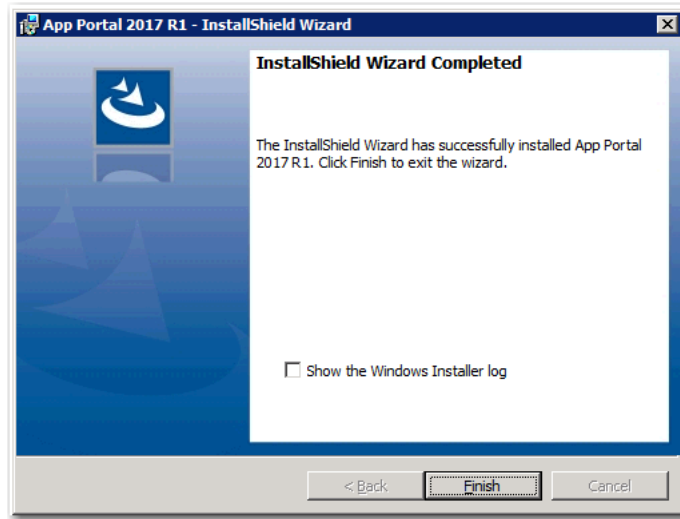 App Portal 2017 R1 - InstallShield Wizard
InstallShield Wizard Completed
The InstallShield Wizard has successfully installed App Portal
2017 R1. Click Finish to exit the wizard.
Show the Windows Installer log
< Back
Finish
Cancel